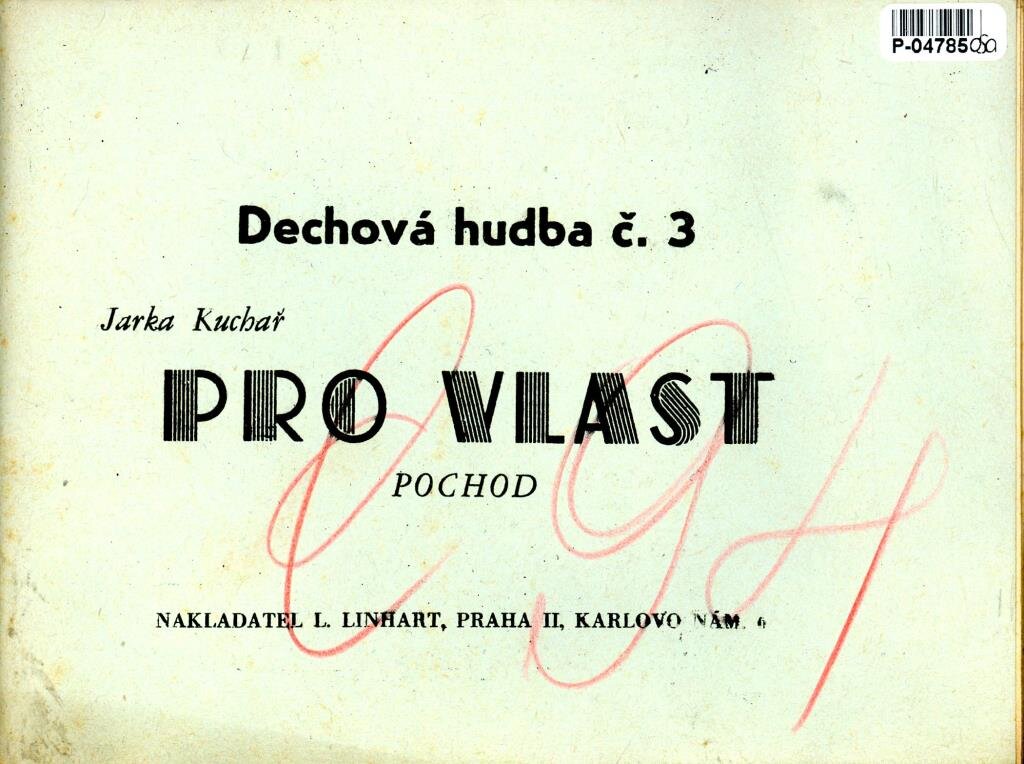 P-04785
Dechová hudba č. 3
Jarka Kuchař
PRO VLAST
POCHOD
NAKLADATEL L. LINHART, PRAHA II, KARLOVO NÁM. 6